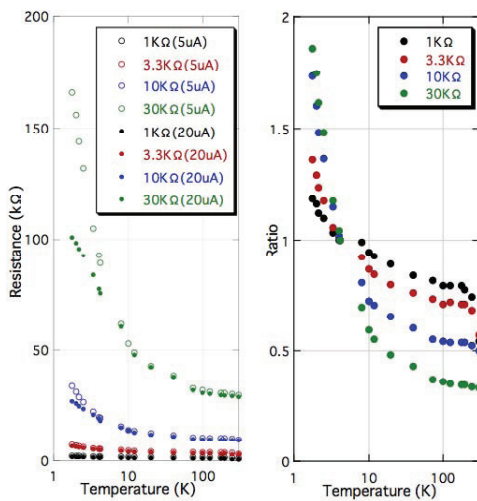 200
150
100
50
0
Resistance (kΩ)
1KΩ(5uA)
3.3KΩ(5uA)
10KΩ(5uA)
30KΩ(5uA)
1KΩ(20uA)
3.3KΩ(20uA)
10KΩ(20uA)
30KΩ(20uA)
1
10
100
Temperature (K)
2
1.5
1
0.5
0
Ratio
1KΩ
3.3KΩ
10KΩ
30KΩ
1
10
100
Temperature (K)